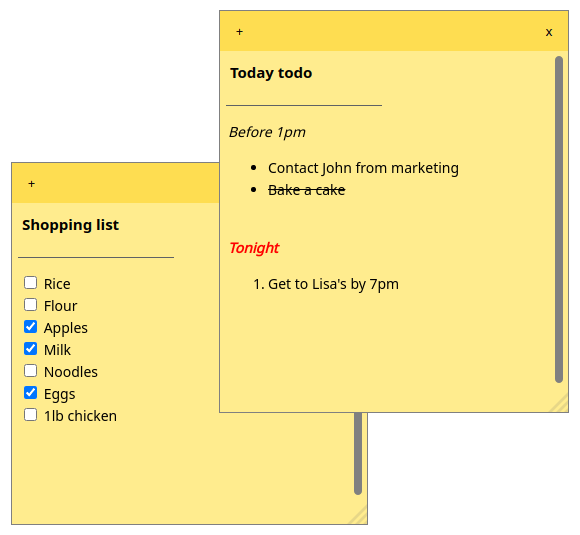 + x
Today todo
Before 1pm
• Contact John from marketing
• Bake a cake
Tonight
1. Get to Lisa's by 7pm
+
Shopping list
Rice
Flour
Apples
Milk
Noodles
Eggs
1lb chicken